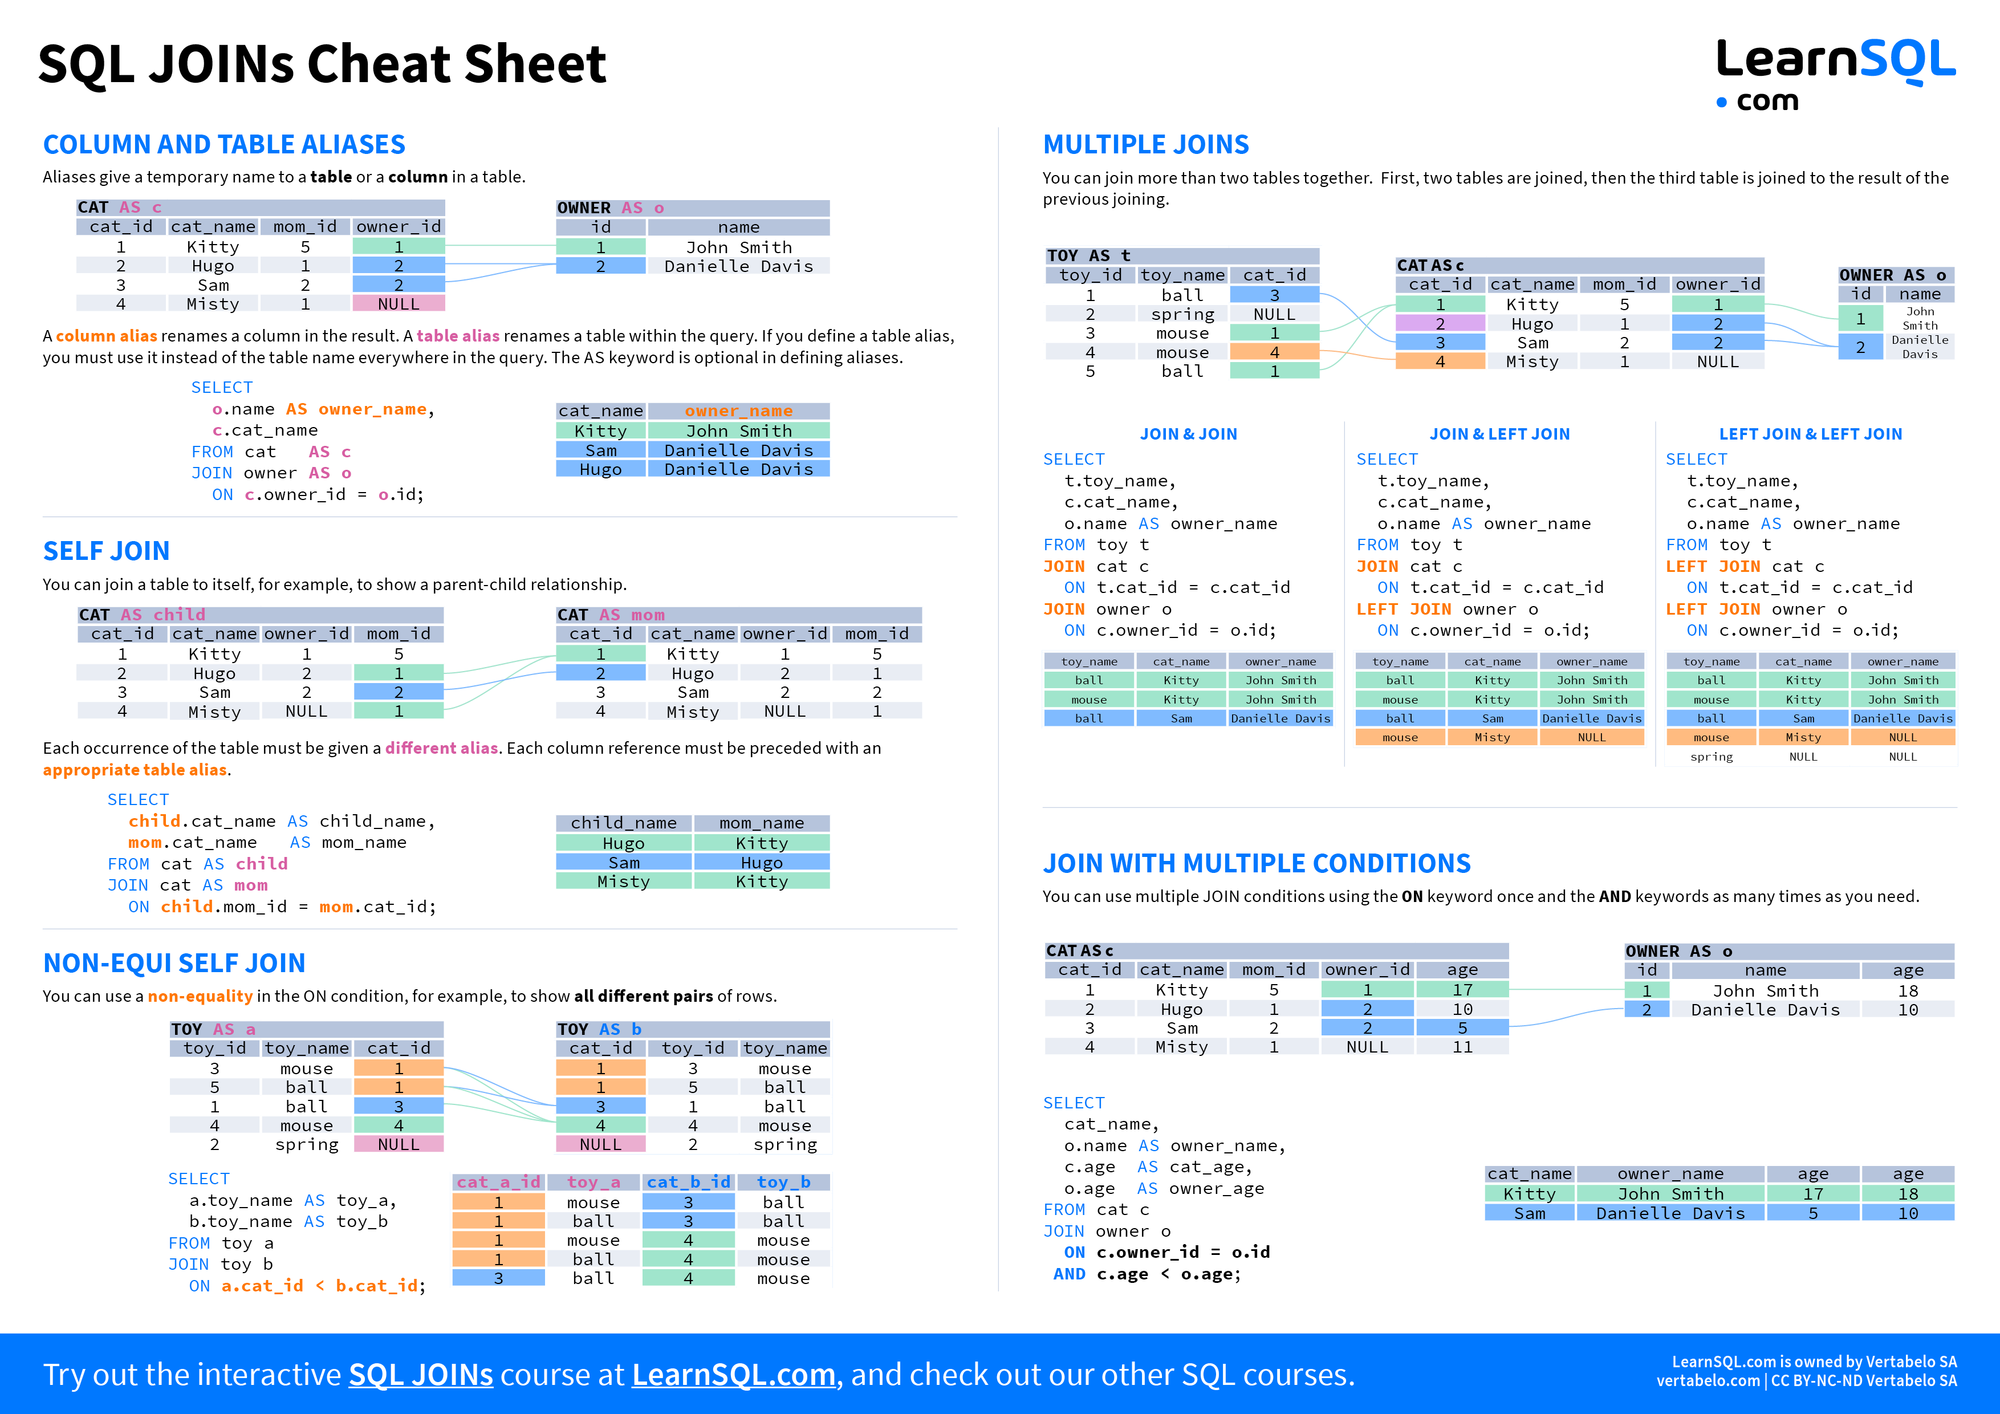 SQL JOINs Cheat Sheet
LearnSQL
• com
COLUMN AND TABLE ALIASES
Aliases give a temporary name to a table or a column in a table.
CAT AS c
cat_id cat_name mom_id owner_id
1 Kitty 5 1
2 Hugo 1 2
3 Sam 2 2
4 Misty 1 NULL
OWNER AS o
id name
1 John Smith
2 Danielle Davis
A column alias renames a column in the result. A table alias renames a table within the query. If you define a table alias,
you must use it instead of the table name everywhere in the query. The AS keyword is optional in defining aliases.
SELECT
o.name AS owner_name,
c.cat_name
FROM cat AS c
JOIN owner AS o
ON c.owner_id = o.id;
cat_name owner_name
Kitty John Smith
Sam Danielle Davis
Hugo Danielle Davis
SELF JOIN
You can join a table to itself, for example, to show a parent-child relationship.
CAT AS child
cat_id cat_name owner_id mom_id
1 Kitty 1 5
2 Hugo 2 1
3 Sam 2 2
4 Misty NULL 1
CAT AS mom
cat_id cat_name owner_id mom_id
1 Kitty 1 5
2 Hugo 2 1
3 Sam 2 2
4 Misty NULL 1
Each occurrence of the table must be given a different alias. Each column reference must be preceded with an
appropriate table alias.
SELECT
child.cat_name AS child_name,
mom.cat_name AS mom_name
FROM cat AS child
JOIN cat AS mom
ON child.mom_id = mom.cat_id;
child_name mom_name
Hugo Kitty
Sam Hugo
Misty Kitty
NON-EQUI SELF JOIN
You can use a non-equality in the ON condition, for example, to show all different pairs of rows.
TOY AS a
toy_id toy_name cat_id
3 mouse 1
5 ball 1
1 ball 3
4 mouse 4
2 spring NULL
TOY AS b
cat_id toy_id toy_name
1 3 mouse
1 5 ball
3 1 ball
4 4 mouse
NULL 2 spring
SELECT
a.toy_name AS toy_a,
b.toy_name AS toy_b
FROM toy a
JOIN toy b
ON a.cat_id < b.cat_id;
cat_a_id toy_a cat_b_id toy_b
1 mouse 3 ball
1 ball 3 ball
1 mouse 4 mouse
1 ball 4 mouse
3 ball 4 mouse
MULTIPLE JOINS
You can join more than two tables together. First, two tables are joined, then the third table is joined to the result of the
previous joining.
TOY AS t
toy_id toy_name cat_id
1 ball 3
2 spring NULL
3 mouse 1
4 mouse 4
5 ball 1
CAT AS c
cat_id cat_name mom_id owner_id
1 Kitty 5 1
2 Hugo 1 2
3 Sam 2 2
4 Misty 1 NULL
OWNER AS o
id name
1 John
Smith
2 Danielle
Davis
JOIN & JOIN
SELECT
t.toy_name,
c.cat_name,
o.name AS owner_name
FROM toy t
JOIN cat c
ON t.cat_id = c.cat_id
JOIN owner o
ON c.owner_id = o.id;
toy_name cat_name owner_name
ball Kitty John Smith
mouse Kitty John Smith
ball Sam Danielle Davis
JOIN & LEFT JOIN
SELECT
t.toy_name,
c.cat_name,
o.name AS owner_name
FROM toy t
JOIN cat c
ON t.cat_id = c.cat_id
LEFT JOIN owner o
ON c.owner_id = o.id;
toy_name cat_name owner_name
ball Kitty John Smith
mouse Kitty John Smith
ball Sam Danielle Davis
mouse Misty NULL
LEFT JOIN & LEFT JOIN
SELECT
t.toy_name,
c.cat_name,
o.name AS owner_name
FROM toy t
LEFT JOIN cat c
ON t.cat_id = c.cat_id
LEFT JOIN owner o
ON c.owner_id = o.id;
toy_name cat_name owner_name
ball Kitty John Smith
mouse Kitty John Smith
ball Sam Danielle Davis
mouse Misty NULL
spring NULL NULL
JOIN WITH MULTIPLE CONDITIONS
You can use multiple JOIN conditions using the ON keyword once and the AND keywords as many times as you need.
CAT AS c
cat_id cat_name mom_id owner_id age
1 Kitty 5 1 17
2 Hugo 1 2 10
3 Sam 2 2 5
4 Misty 1 NULL 11
OWNER AS o
id name age
1 John Smith 18
2 Danielle Davis 10
SELECT
cat_name,
o.name AS owner_name,
c.age AS cat_age,
o.age AS owner_age
FROM cat c
JOIN owner o
ON c.owner_id = o.id
AND c.age < o.age;
cat_name owner_name age age
Kitty John Smith 17 18
Sam Danielle Davis 5 10
Try out the interactive SQL JOINs course at LearnSQL.com, and check out our other SQL courses.
LearnSQL.com is owned by Vertabelo SA
vertabelo.com | CC BY-NC-ND Vertabelo SA